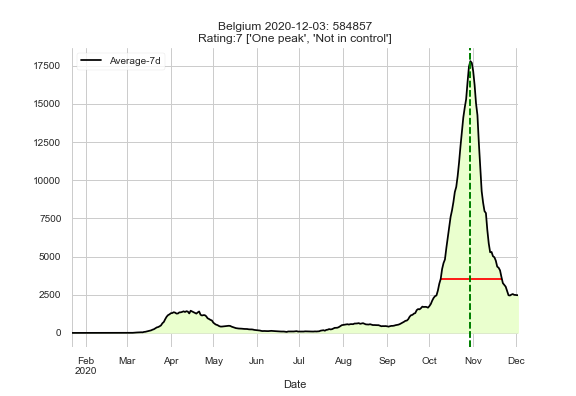 Belgium 2020-12-03: 584857
Rating:7 ['One peak', 'Not in control']
Average-7d
17500
15000
12500
10000
7500
5000
2500
0
Feb Mar Apr May Jun Jul Aug Sep Oct Nov Dec
2020
Date